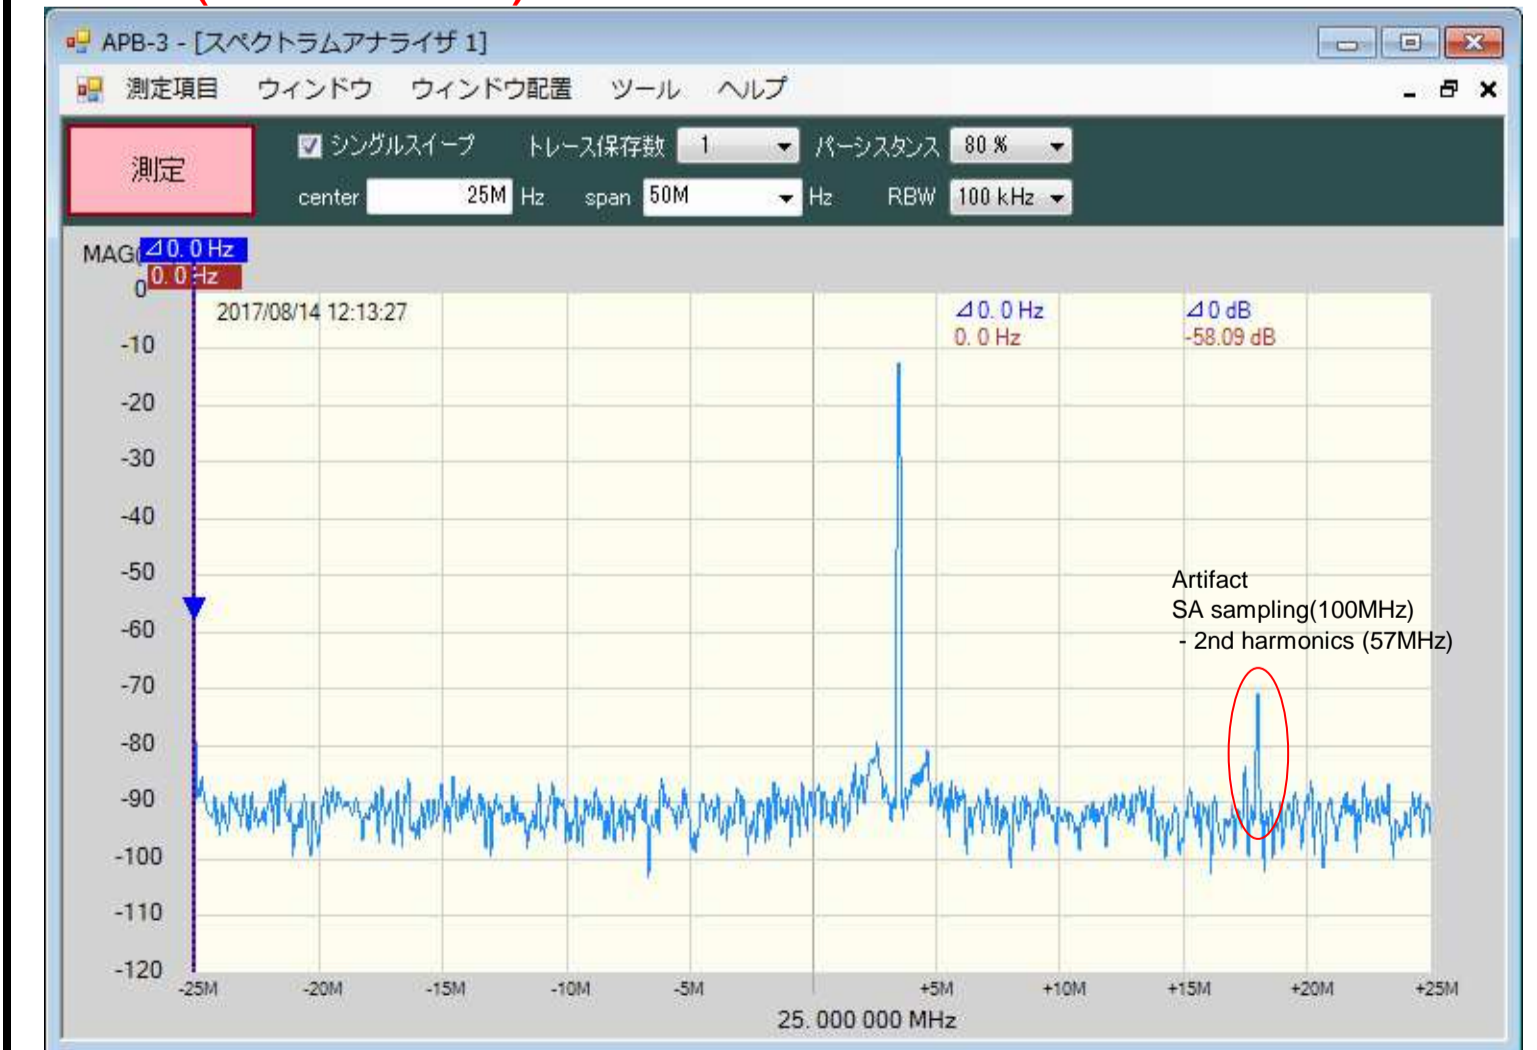 APB-3 - [スペクトラムアナライザ 1]
測定項目 ウィンドウ ウィンドウ配置 ツール ヘルプ
測定
シングルスイープ トレース保存数 1 パーシスタンス 80 %
center 25M Hz span 50M Hz RBW 100 kHz
MAG(
⊿0. 0 Hz
0. 0 Hz
0
2017/08/14 12:13:27
⊿0. 0 Hz ⊿0 dB
0. 0 Hz -58.09 dB
-10
-20
-30
-40
-50
-60
-70
-80
-90
-100
-110
-120
Artifact
SA sampling(100MHz)
- 2nd harmonics (57MHz)
-25M -20M -15M -10M -5M +5M +10M +15M +20M +25M
25. 000 000 MHz